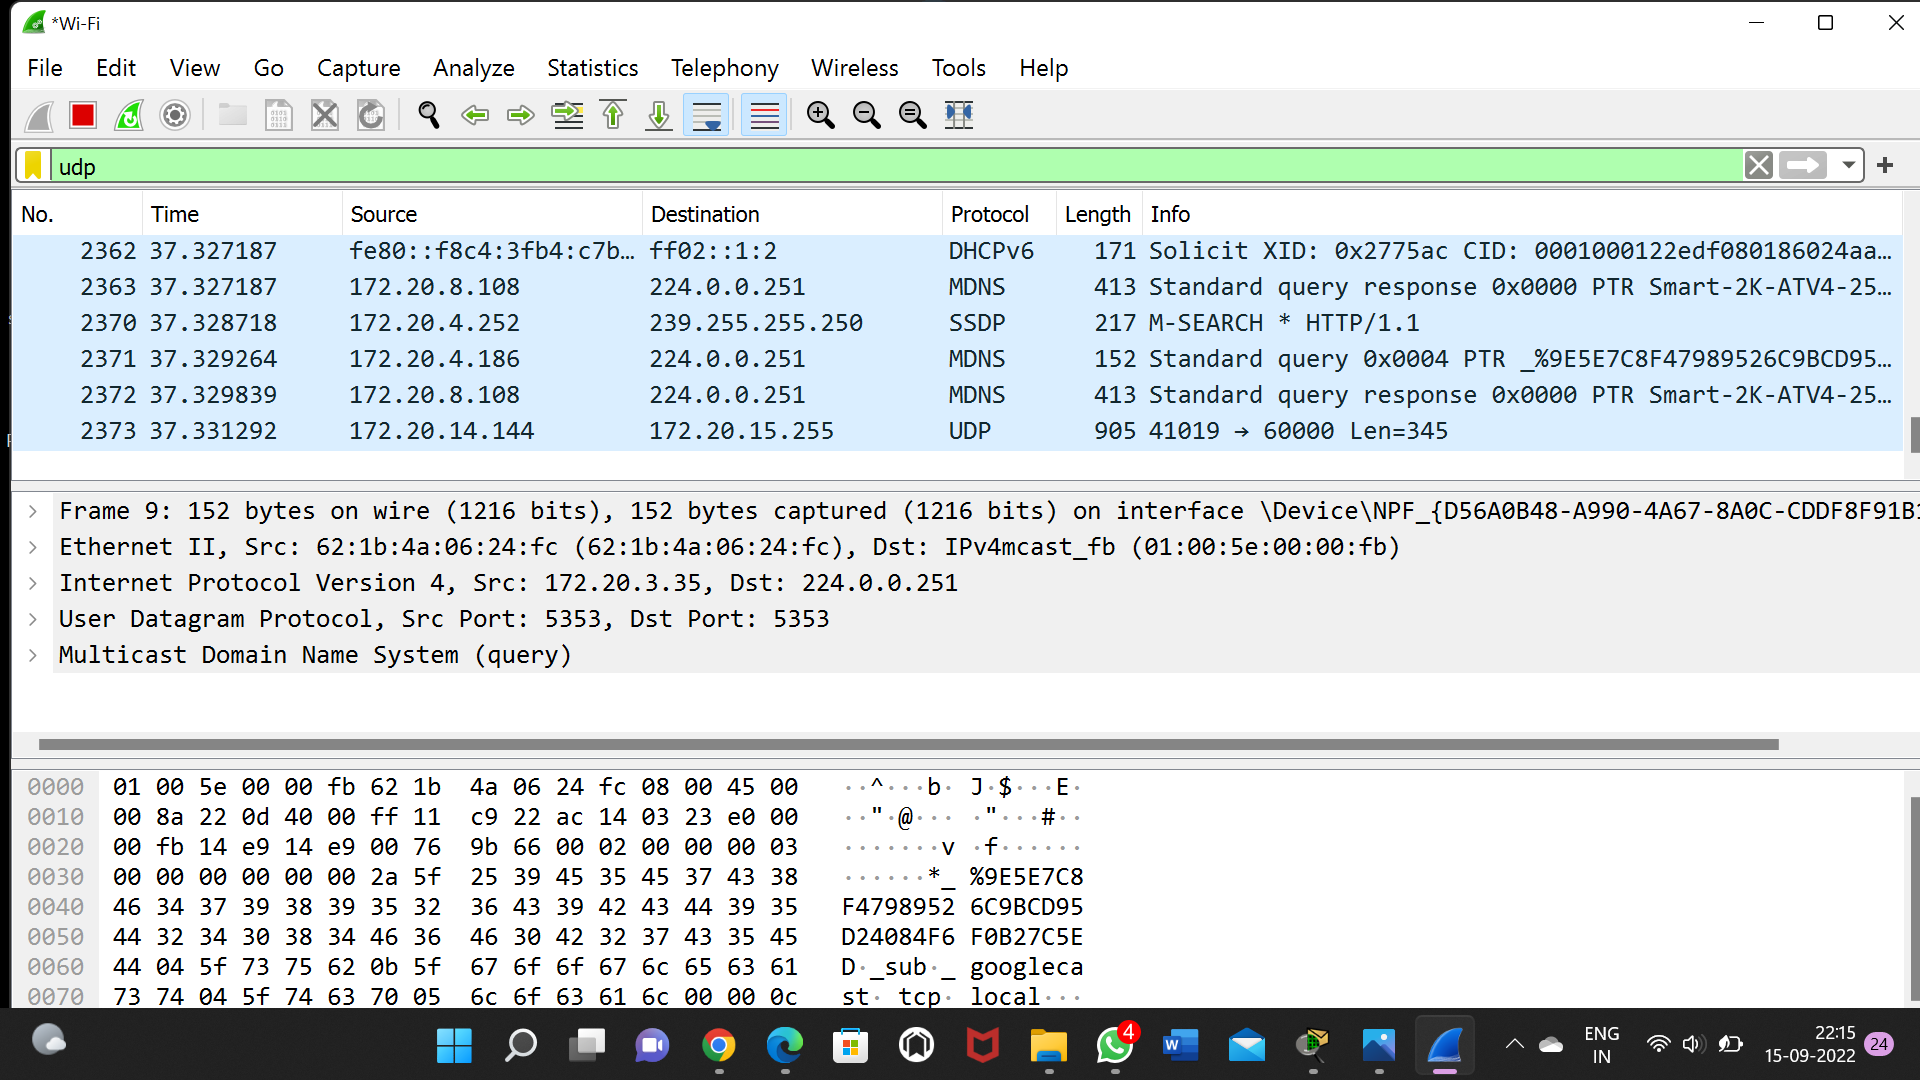 *Wi-Fi
File Edit View Go Capture Analyze Statistics Telephony Wireless Tools Help
udp
No. Time Source Destination Protocol Length Info
2362 37.327187 fe80::f8c4:3fb4:c7b… ff02::1:2 DHCPv6 171 Solicit XID: 0x2775ac CID: 0001000122edf080186024aa…
2363 37.327187 172.20.8.108 224.0.0.251 MDNS 413 Standard query response 0x0000 PTR Smart-2K-ATV4-25…
2370 37.328718 172.20.4.252 239.255.255.250 SSDP 217 M-SEARCH * HTTP/1.1
2371 37.329264 172.20.4.186 224.0.0.251 MDNS 152 Standard query 0x0004 PTR _%9E5E7C8F47989526C9BCD95…
2372 37.329839 172.20.8.108 224.0.0.251 MDNS 413 Standard query response 0x0000 PTR Smart-2K-ATV4-25…
2373 37.331292 172.20.14.144 172.20.15.255 UDP 905 41019 → 60000 Len=345
Frame 9: 152 bytes on wire (1216 bits), 152 bytes captured (1216 bits) on interface \Device\NPF_{D56A0B48-A990-4A67-8A0C-CDDF8F91B1
Ethernet II, Src: 62:1b:4a:06:24:fc (62:1b:4a:06:24:fc), Dst: IPv4mcast_fb (01:00:5e:00:00:fb)
Internet Protocol Version 4, Src: 172.20.3.35, Dst: 224.0.0.251
User Datagram Protocol, Src Port: 5353, Dst Port: 5353
Multicast Domain Name System (query)
0000 01 00 5e 00 00 fb 62 1b 4a 06 24 fc 08 00 45 00 ··^···b· J·$···E·
0010 00 8a 22 0d 40 00 ff 11 c9 22 ac 14 03 23 e0 00 ··"·@··· ·"···#··
0020 00 fb 14 e9 14 e9 00 76 9b 66 00 02 00 00 00 03 ·······v ·f······
0030 00 00 00 00 00 00 2a 5f 25 39 45 35 45 37 43 38 ······*_ %9E5E7C8
0040 46 34 37 39 38 39 35 32 36 43 39 42 43 44 39 35 F4798952 6C9BCD95
0050 44 32 34 30 38 34 46 36 46 30 42 32 37 43 35 45 D24084F6 F0B27C5E
0060 44 04 5f 73 75 62 0b 5f 67 6f 6f 67 6c 65 63 61 D·_sub·_ googleca
0070 73 74 04 5f 74 63 70 05 6c 6f 63 61 6c 00 00 0c st·_tcp· local···
4
ENG
IN
22:15
15-09-2022
24